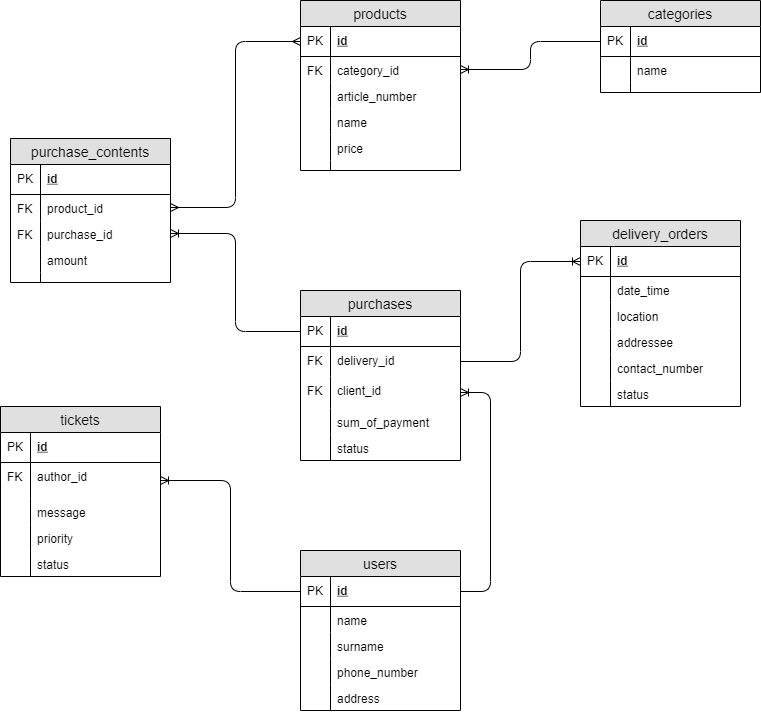 products
PK id
FK category_id
article_number
name
price
categories
PK id
name
purchase_contents
PK id
FK product_id
FK purchase_id
amount
delivery_orders
PK id
date_time
location
addressee
contact_number
status
purchases
PK id
FK delivery_id
FK client_id
sum_of_payment
status
tickets
PK id
FK author_id
message
priority
status
users
PK id
name
surname
phone_number
address